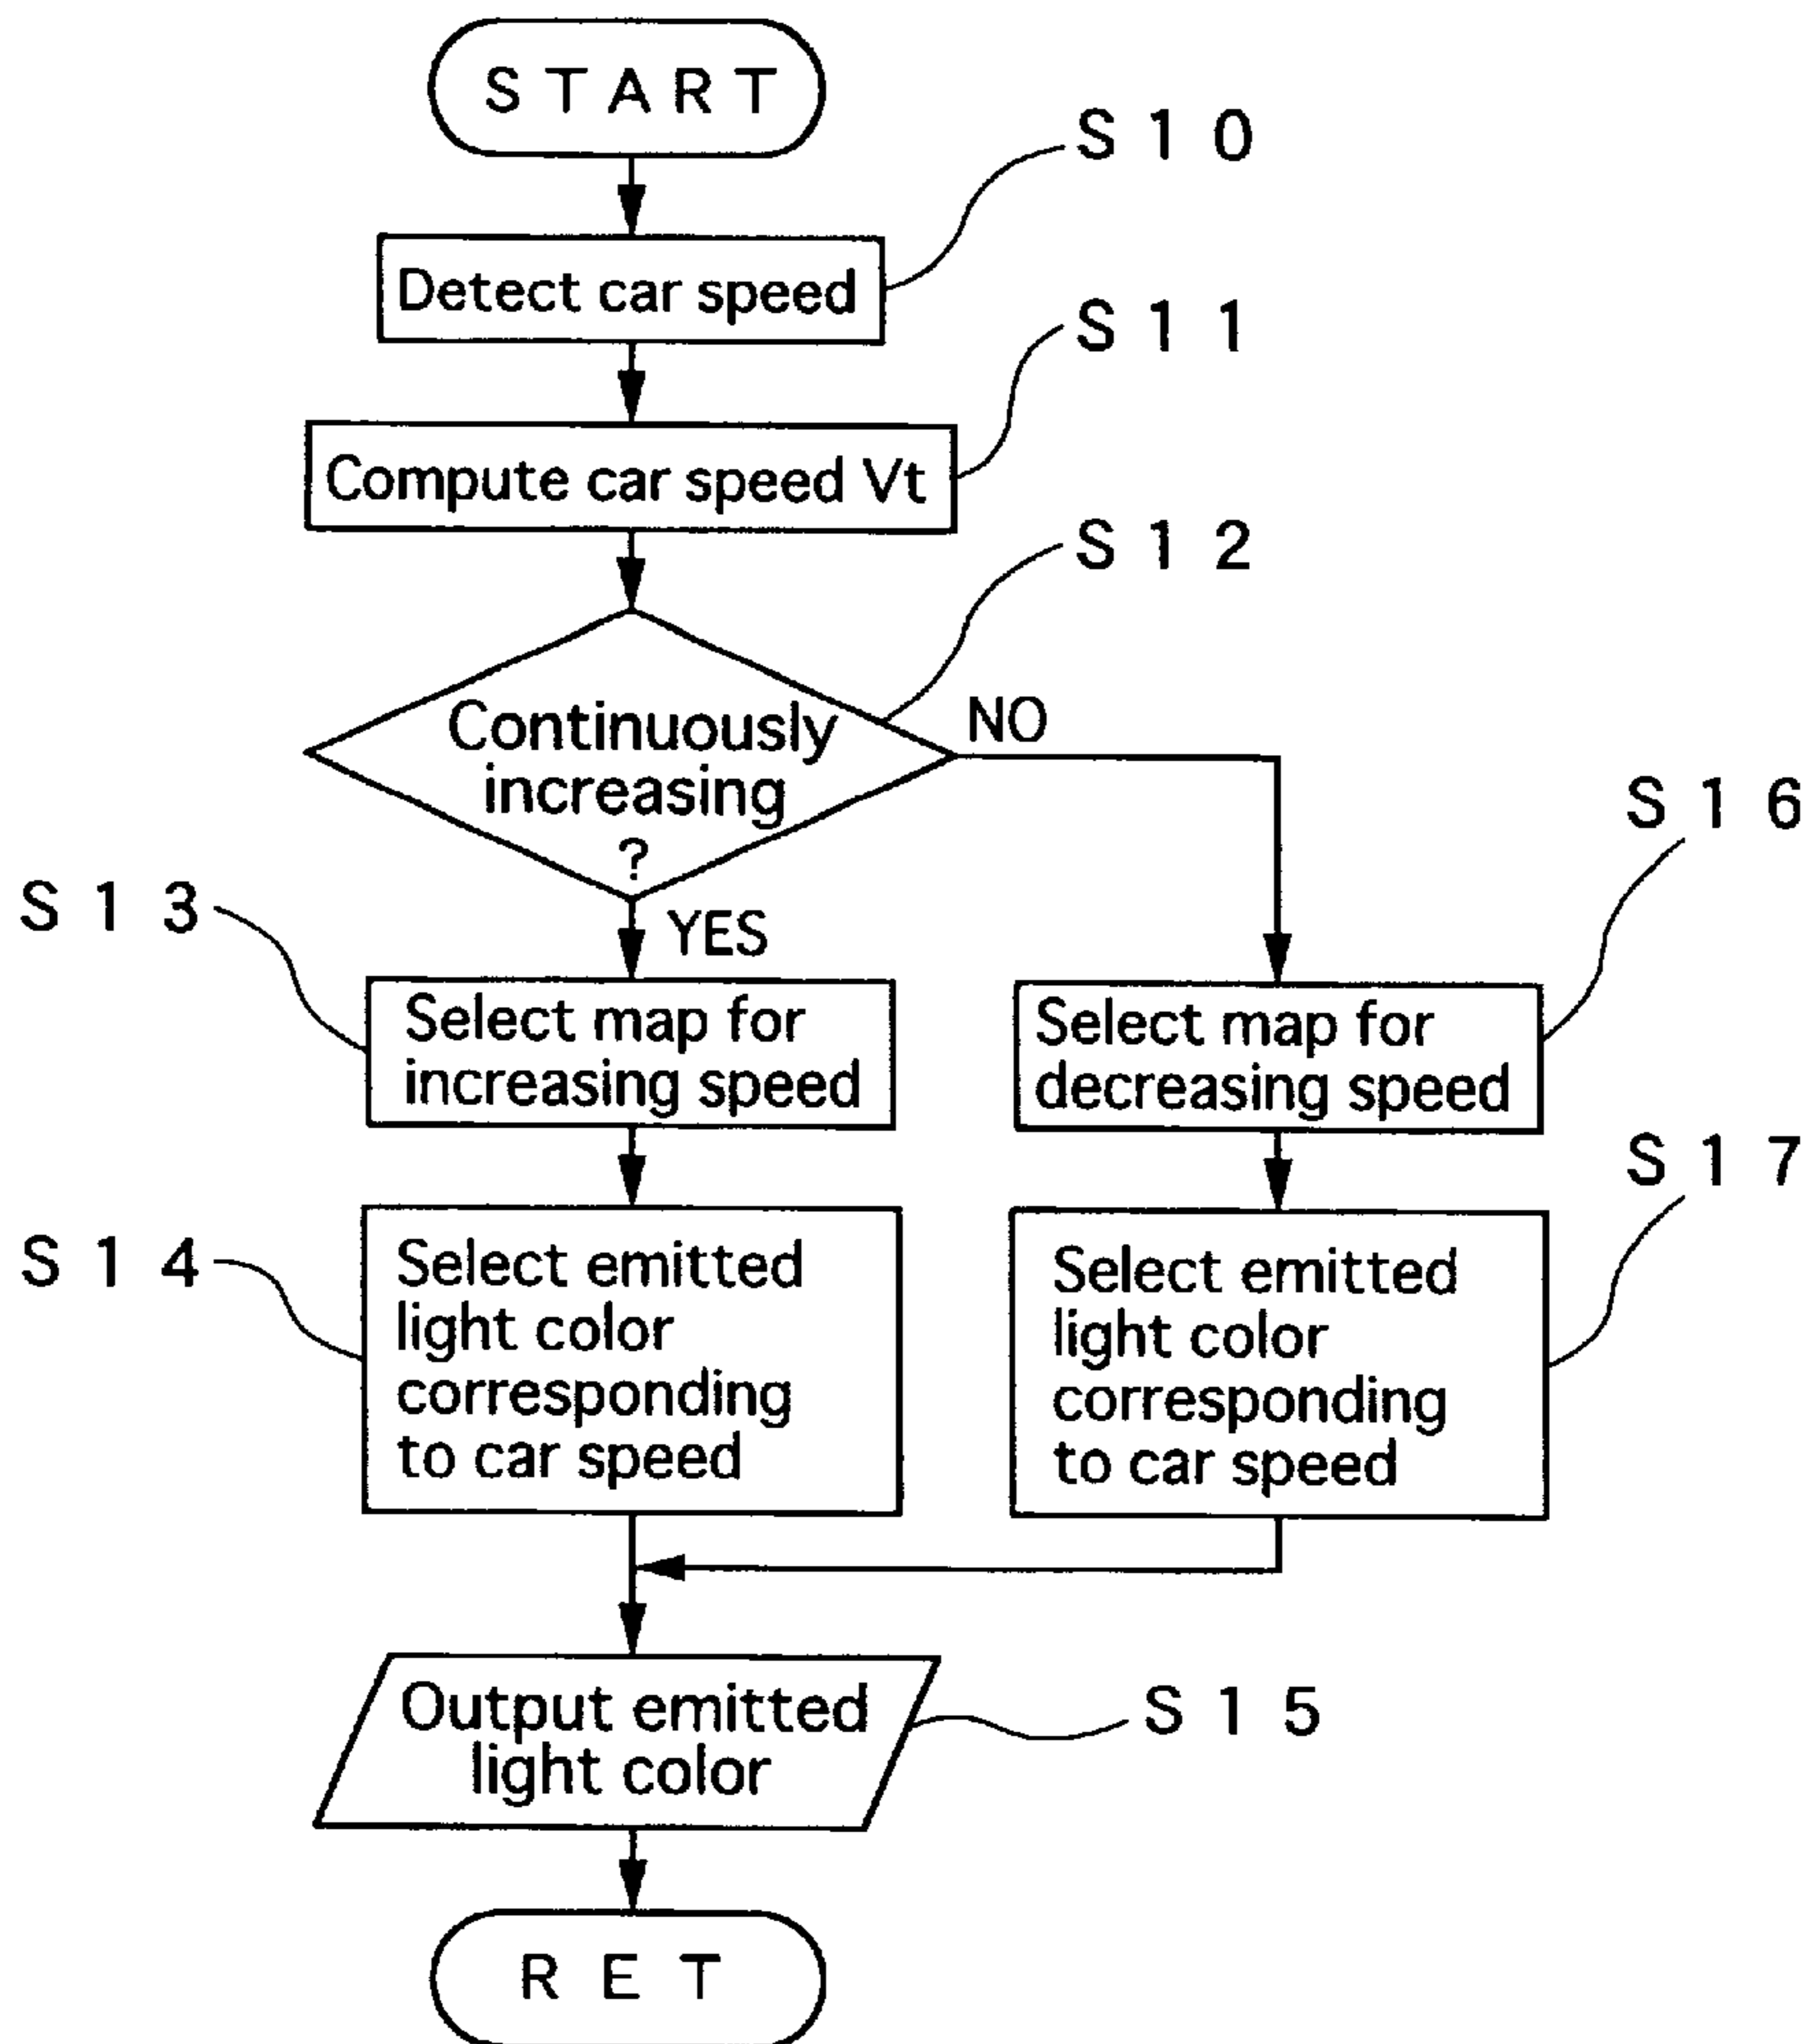 START
S10
Detect car speed
S11
Compute car speed Vt
S12
Continuously
increasing
?
NO
YES
S13
Select map for
increasing speed
S16
Select map for
decreasing speed
S14
Select emitted
light color
corresponding
to car speed
S17
Select emitted
light color
corresponding
to car speed
Output emitted
light color
S15
RET